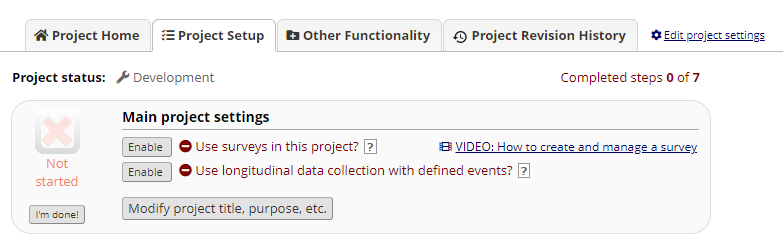 Project Home Project Setup Other Functionality Project Revision History Edit project settings
Project status: Development Completed steps 0 of 7
Main project settings
Enable Use surveys in this project? ? VIDEO: How to create and manage a survey
Not started
Enable Use longitudinal data collection with defined events? ?
I'm done! Modify project title, purpose, etc.